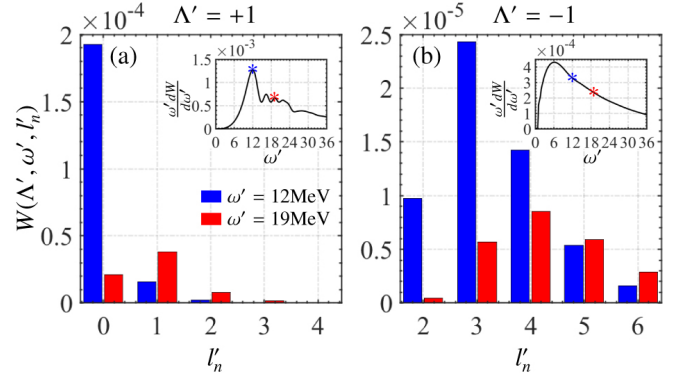 Λ′ = +1
Λ′ = −1
×10⁻⁴
(a)
W(Λ′, ω′, l′ₙ)
2
1.5
1
0.5
0
0 1 2 3 4
l′ₙ
×10⁻³
ω′dW/dω′
1.5
1
0.5
0
0 6 12 18 24 30 36
ω′
ω′ = 12MeV
ω′ = 19MeV
×10⁻⁵
(b)
2.5
2
1.5
1
0.5
0
2 3 4 5 6
l′ₙ
×10⁻⁴
ω′dW/dω′
4
3
2
1
0
0 6 12 18 24 30 36
ω′